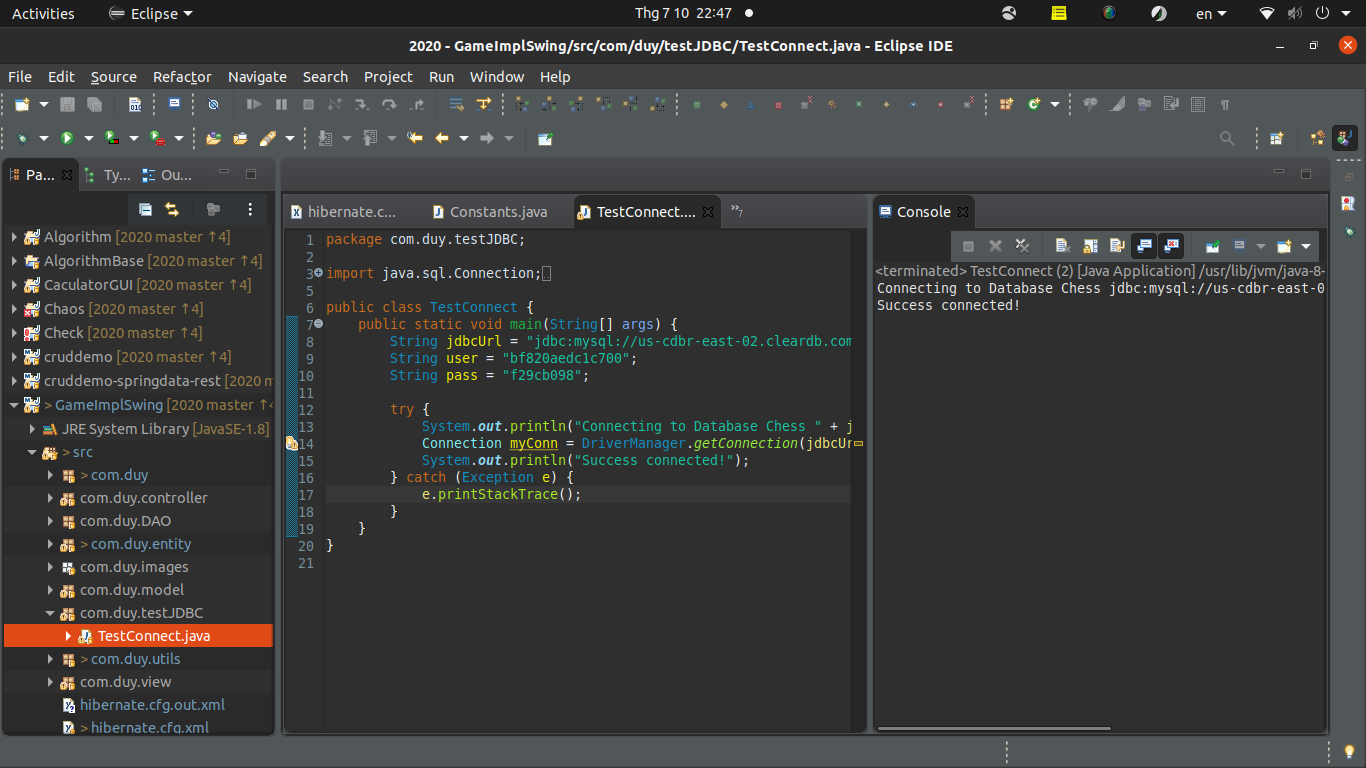 Activities Eclipse Thg 7 10 22:47 en
2020 - GameImplSwing/src/com/duy/testJDBC/TestConnect.java - Eclipse IDE
File Edit Source Refactor Navigate Search Project Run Window Help
Pa... Ty... Ou...
Algorithm [2020 master ↑4]
AlgorithmBase [2020 master ↑4]
CaculatorGUI [2020 master ↑4]
Chaos [2020 master ↑4]
Check [2020 master ↑4]
cruddemo [2020 master ↑4]
cruddemo-springdata-rest [2020 m
> GameImplSwing [2020 master ↑4
JRE System Library [JavaSE-1.8]
> src
> com.duy
com.duy.controller
com.duy.DAO
> com.duy.entity
com.duy.images
com.duy.model
com.duy.testJDBC
TestConnect.java
> com.duy.utils
com.duy.view
hibernate.cfg.out.xml
> hibernate.cfg.xml
hibernate.c... Constants.java TestConnect.... »7
1 package com.duy.testJDBC;
2
3 import java.sql.Connection;
5
6 public class TestConnect {
7 public static void main(String[] args) {
8 String jdbcUrl = "jdbc:mysql://us-cdbr-east-02.cleardb.com
9 String user = "bf820aedc1c700";
10 String pass = "f29cb098";
11
12 try {
13 System.out.println("Connecting to Database Chess " + j
14 Connection myConn = DriverManager.getConnection(jdbcUr
15 System.out.println("Success connected!");
16 } catch (Exception e) {
17 e.printStackTrace();
18 }
19 }
20 }
21
Console
<terminated> TestConnect (2) [Java Application] /usr/lib/jvm/java-8-
Connecting to Database Chess jdbc:mysql://us-cdbr-east-0
Success connected!